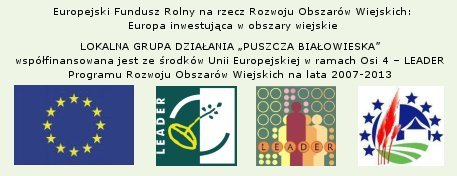 Europejski Fundusz Rolny na rzecz Rozwoju Obszarów Wiejskich:
Europa inwestująca w obszary wiejskie
LOKALNA GRUPA DZIAŁANIA „PUSZCZA BIAŁOWIESKA”
współfinansowana jest ze środków Unii Europejskiej w ramach Osi 4 – LEADER
Programu Rozwoju Obszarów Wiejskich na lata 2007-2013
LEADER
LEADER